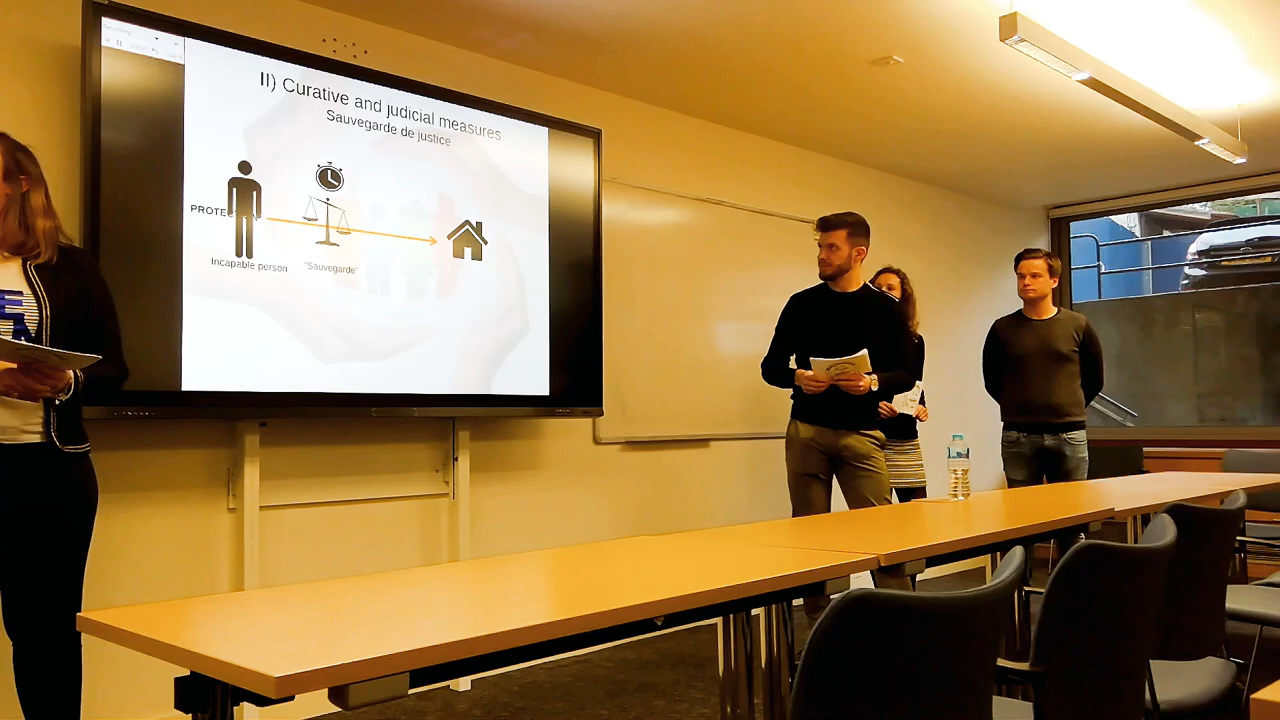 II) Curative and judicial measures
Sauvegarde de justice
PROTE
Incapable person
"Sauvegarde"